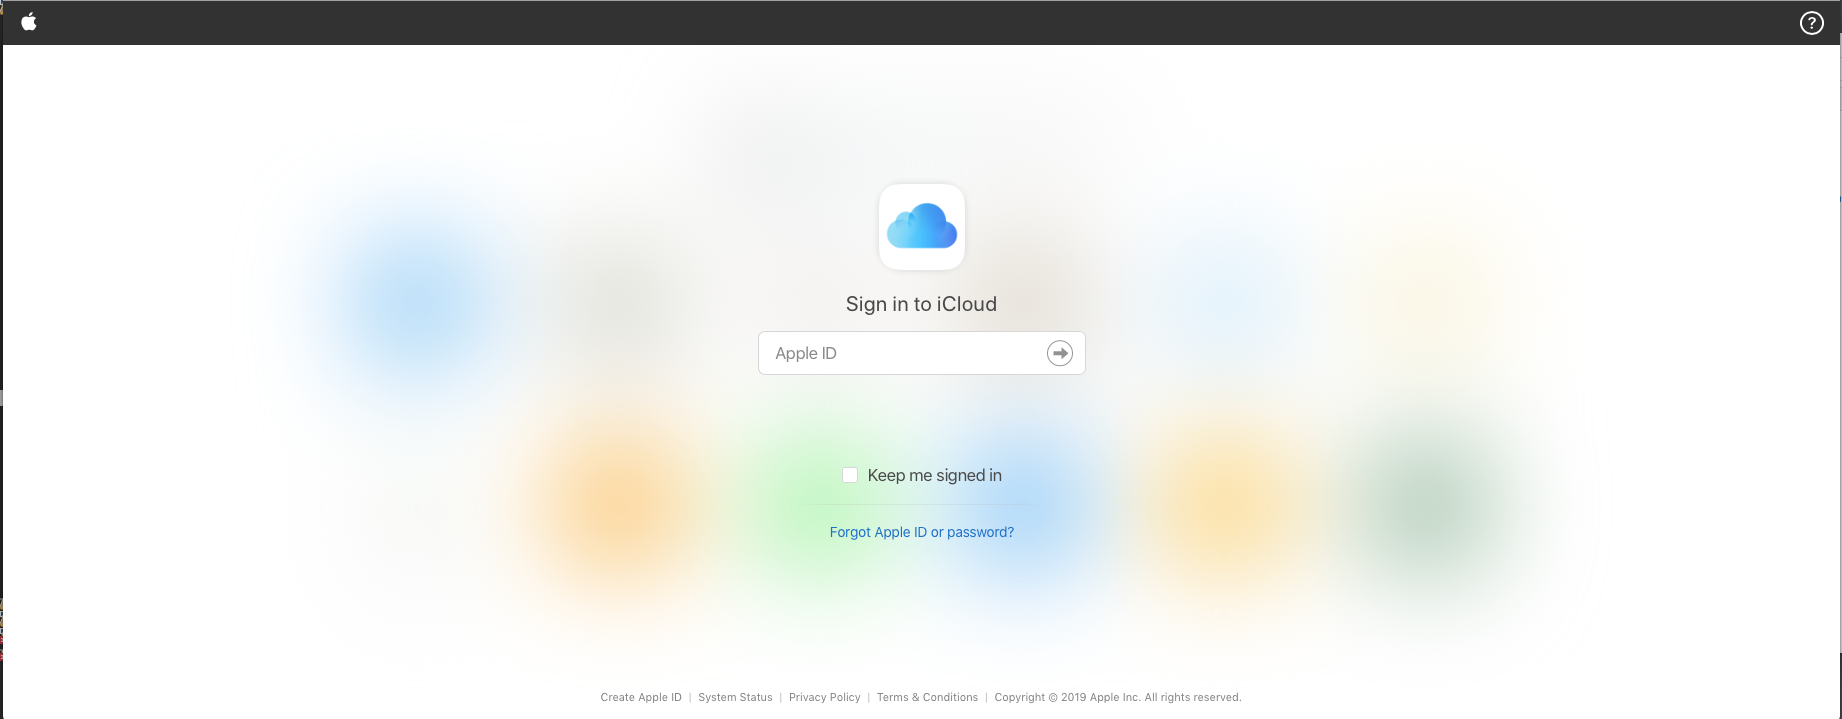 ?
Sign in to iCloud
Apple ID
Keep me signed in
Forgot Apple ID or password?
Create Apple ID | System Status | Privacy Policy | Terms & Conditions | Copyright © 2019 Apple Inc. All rights reserved.